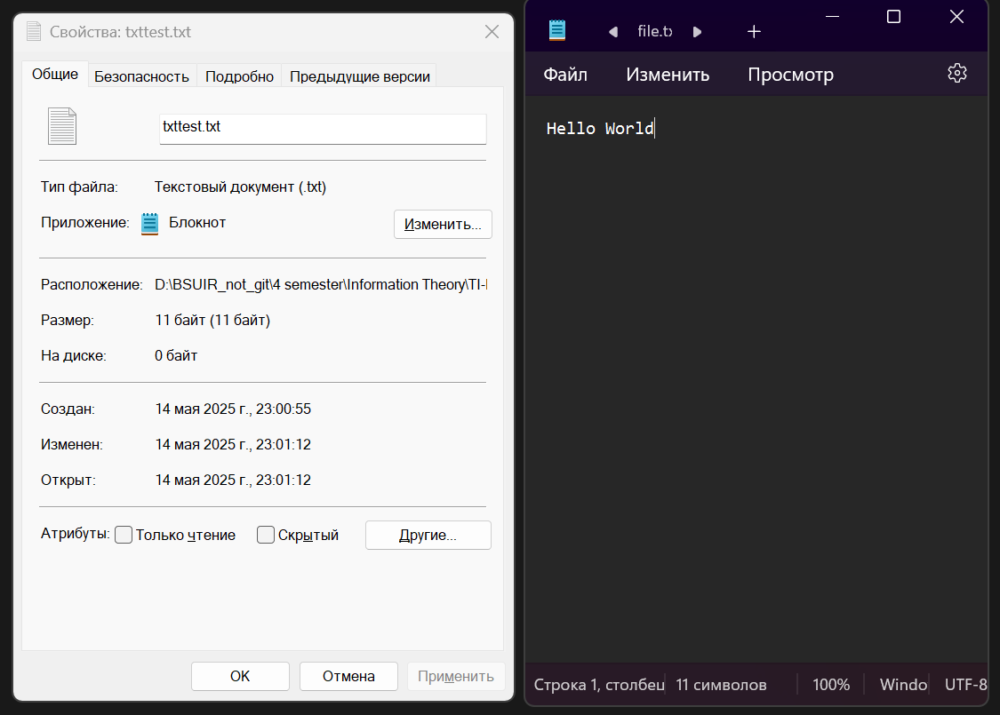 Свойства: txttest.txt
Общие Безопасность Подробно Предыдущие версии
txttest.txt
Тип файла: Текстовый документ (.txt)
Приложение: Блокнот Изменить...
Расположение: D:\BSUIR_not_git\4 semester\Information Theory\TI-
Размер: 11 байт (11 байт)
На диске: 0 байт
Создан: 14 мая 2025 г., 23:00:55
Изменен: 14 мая 2025 г., 23:01:12
Открыт: 14 мая 2025 г., 23:01:12
Атрибуты: Только чтение Скрытый Другие...
ОК Отмена Применить
file.tx
Файл Изменить Просмотр
Hello World
Строка 1, столбец 11 символов 100% Windo UTF-8